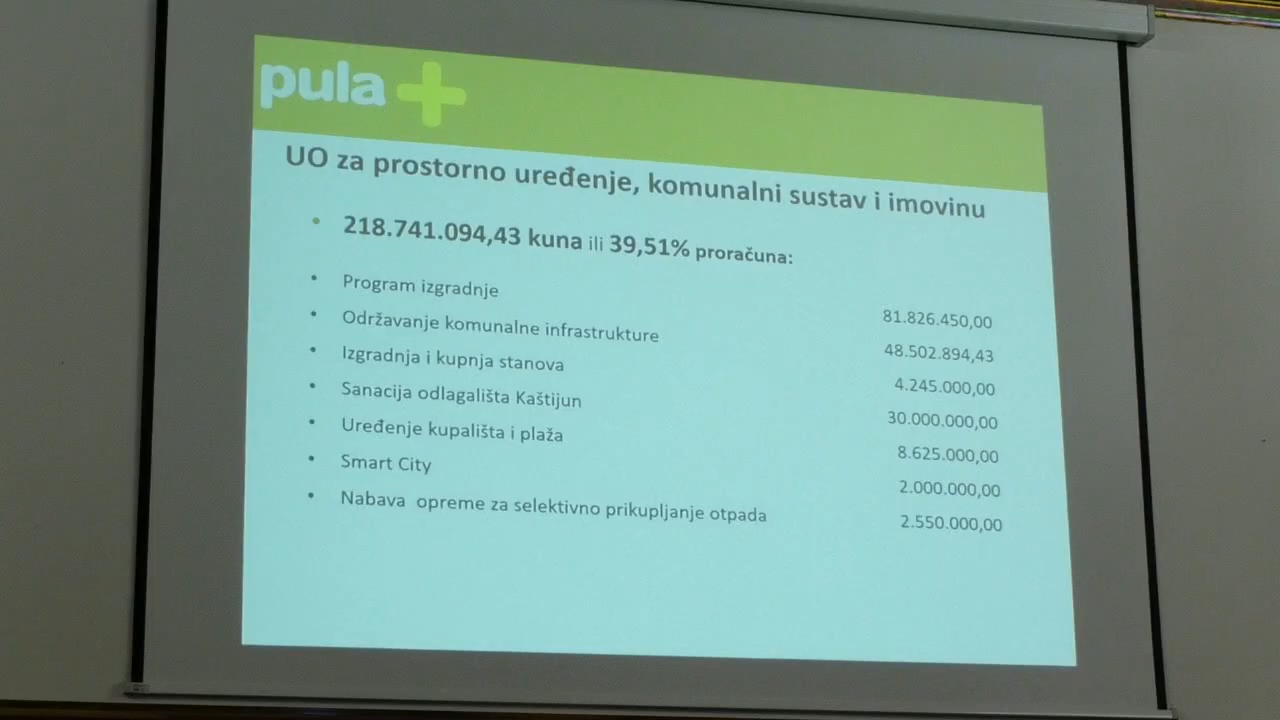 pula +
UO za prostorno uređenje, komunalni sustav i imovinu
• 218.741.094,43 kuna ili 39,51% proračuna:
• Program izgradnje 81.826.450,00
• Održavanje komunalne infrastrukture 48.502.894,43
• Izgradnja i kupnja stanova 4.245.000,00
• Sanacija odlagališta Kaštijun 30.000.000,00
• Uređenje kupališta i plaža 8.625.000,00
• Smart City 2.000.000,00
• Nabava opreme za selektivno prikupljanje otpada 2.550.000,00